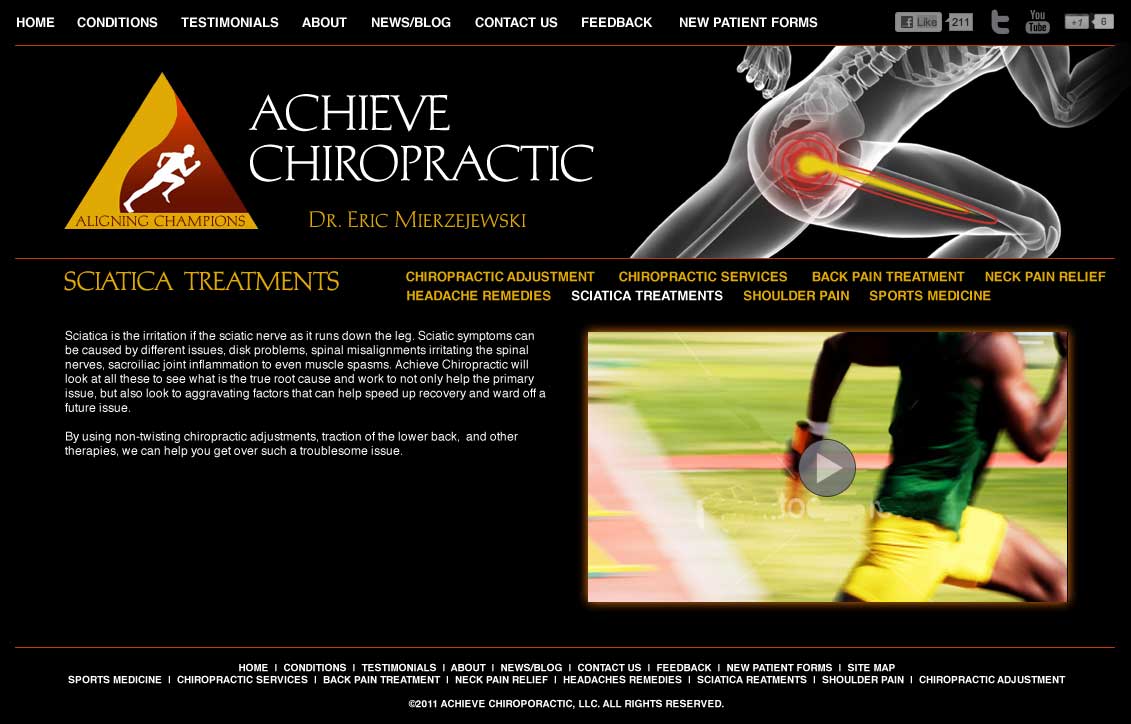 HOME CONDITIONS TESTIMONIALS ABOUT NEWS/BLOG CONTACT US FEEDBACK NEW PATIENT FORMS
Like 211 You Tube +1 6
ACHIEVE
CHIROPRACTIC
ALIGNING CHAMPIONS
DR. ERIC MIERZEJEWSKI
SCIATICA TREATMENTS
CHIROPRACTIC ADJUSTMENT CHIROPRACTIC SERVICES BACK PAIN TREATMENT NECK PAIN RELIEF
HEADACHE REMEDIES SCIATICA TREATMENTS SHOULDER PAIN SPORTS MEDICINE
Sciatica is the irritation if the sciatic nerve as it runs down the leg. Sciatic symptoms can
be caused by different issues, disk problems, spinal misalignments irritating the spinal
nerves, sacroiliac joint inflammation to even muscle spasms. Achieve Chiropractic will
look at all these to see what is the true root cause and work to not only help the primary
issue, but also look to aggravating factors that can help speed up recovery and ward off a
future issue.
By using non-twisting chiropractic adjustments, traction of the lower back, and other
therapies, we can help you get over such a troublesome issue.
HOME | CONDITIONS | TESTIMONIALS | ABOUT | NEWS/BLOG | CONTACT US | FEEDBACK | NEW PATIENT FORMS | SITE MAP
SPORTS MEDICINE | CHIROPRACTIC SERVICES | BACK PAIN TREATMENT | NECK PAIN RELIEF | HEADACHES REMEDIES | SCIATICA REATMENTS | SHOULDER PAIN | CHIROPRACTIC ADJUSTMENT
©2011 ACHIEVE CHIROPORACTIC, LLC. ALL RIGHTS RESERVED.